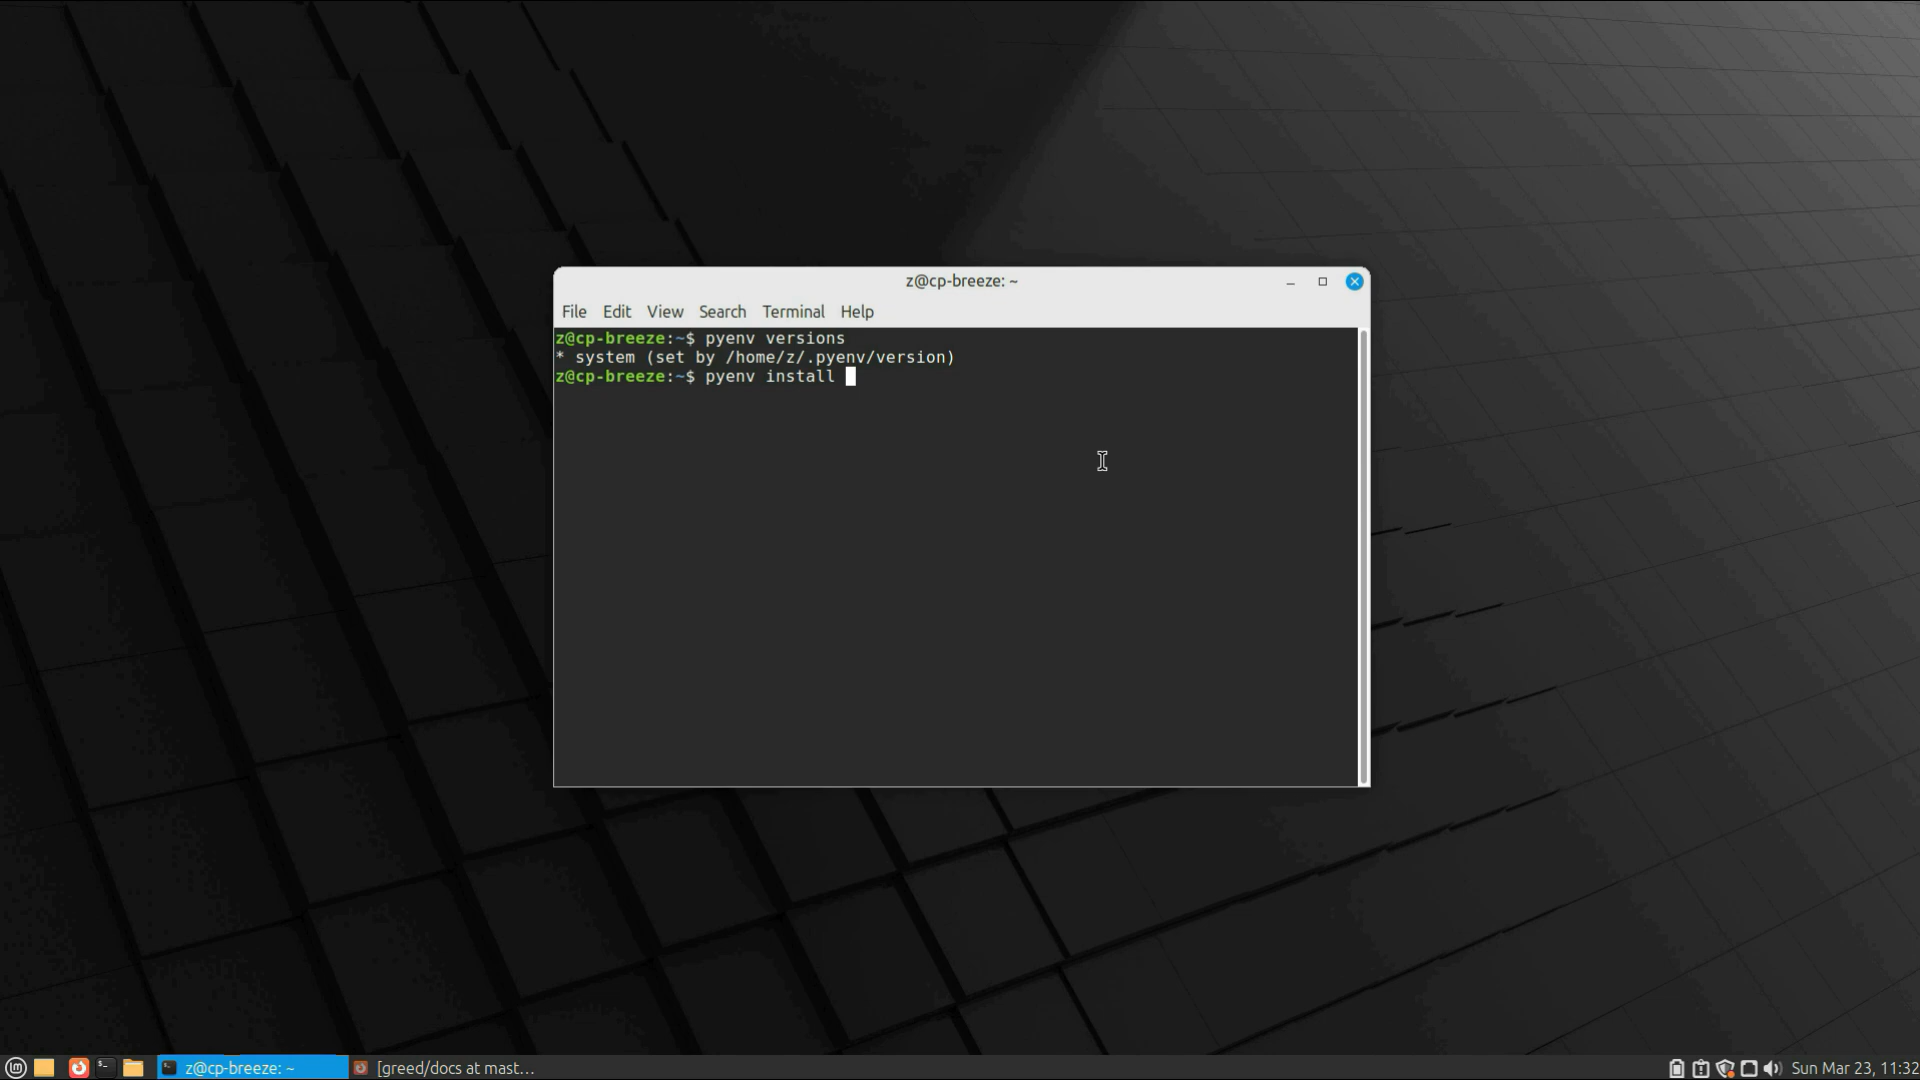 z@cp-breeze: ~
File Edit View Search Terminal Help
z@cp-breeze:~$ pyenv versions
* system (set by /home/z/.pyenv/version)
z@cp-breeze:~$ pyenv install
z@cp-breeze: ~
[greed/docs at mast...
Sun Mar 23, 11:32